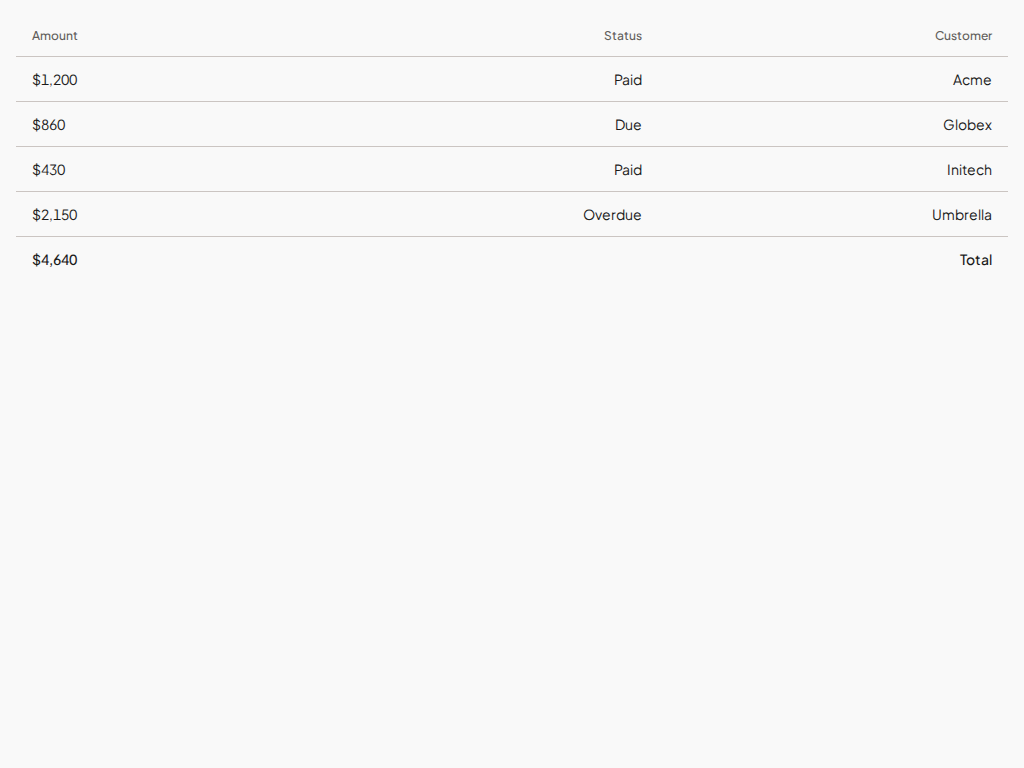 Amount Status Customer
$1,200 Paid Acme
$860 Due Globex
$430 Paid Initech
$2,150 Overdue Umbrella
$4,640 Total